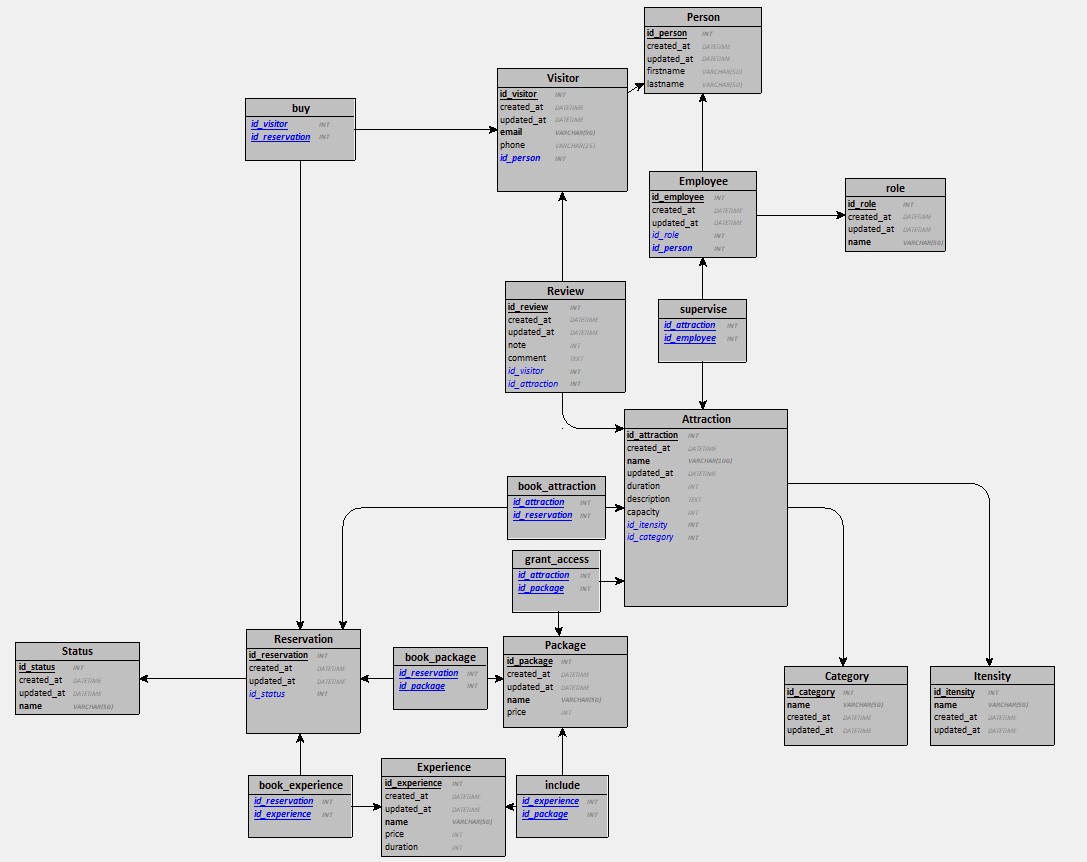 Person
id_person INT
created_at DATETIME
updated_at DATETIME
firstname VARCHAR(50)
lastname VARCHAR(50)
Visitor
id_visitor INT
created_at DATETIME
updated_at DATETIME
email VARCHAR(90)
phone VARCHAR(25)
id_person INT
buy
id_visitor INT
id_reservation INT
Employee
id_employee INT
created_at DATETIME
updated_at DATETIME
id_role INT
id_person INT
role
id_role INT
created_at DATETIME
updated_at DATETIME
name VARCHAR(50)
Review
id_review INT
created_at DATETIME
updated_at DATETIME
note INT
comment TEXT
id_visitor INT
id_attraction INT
supervise
id_attraction INT
id_employee INT
Attraction
id_attraction INT
created_at DATETIME
name VARCHAR(100)
updated_at DATETIME
duration INT
description TEXT
capacity INT
id_itensity INT
id_category INT
book_attraction
id_attraction INT
id_reservation INT
grant_access
id_attraction INT
id_package INT
Status
id_status INT
created_at DATETIME
updated_at DATETIME
name VARCHAR(50)
Reservation
id_reservation INT
created_at DATETIME
updated_at DATETIME
id_status INT
book_package
id_reservation INT
id_package INT
Package
id_package INT
created_at DATETIME
updated_at DATETIME
name VARCHAR(50)
price INT
Category
id_category INT
name VARCHAR(50)
created_at DATETIME
updated_at DATETIME
Itensity
id_itensity INT
name VARCHAR(50)
created_at DATETIME
updated_at DATETIME
book_experience
id_reservation INT
id_experience INT
Experience
id_experience INT
created_at DATETIME
updated_at DATETIME
name VARCHAR(50)
price INT
duration INT
include
id_experience INT
id_package INT